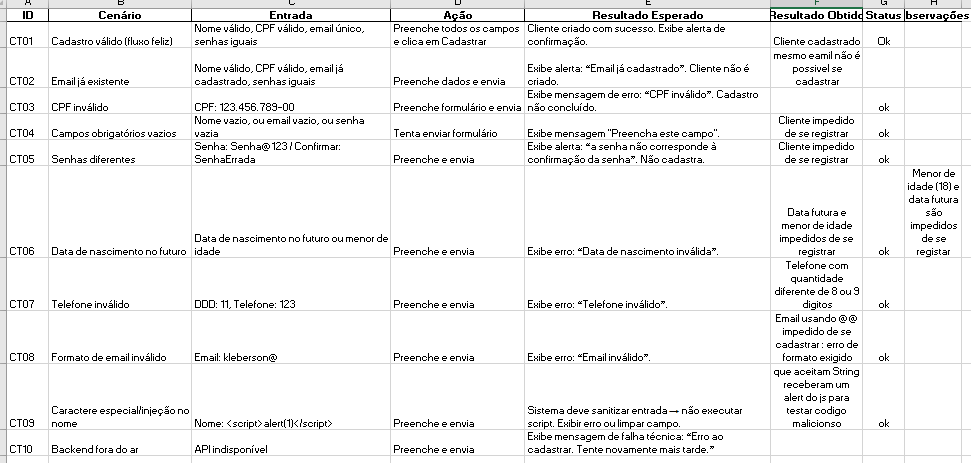 A B C D E F G H
ID Cenário Entrada Ação Resultado Esperado Resultado Obtido Status bservações
CT01 Cadastro válido (fluxo feliz)
Nome válido, CPF válido, email único,
senhas iguais
Preenche todos os campos
e clica em Cadastrar
Cliente criado com sucesso. Exibe alerta de
confirmação.
Cliente cadastrado
Ok
CT02 Email já existente
Nome válido, CPF válido, email já
cadastrado, senhas iguais
Preenche dados e envia
Exibe alerta: “Email já cadastrado”. Cliente não é
criado.
mesmo eamil não é
possivel se
cadastrar
CT03 CPF inválido
CPF: 123.456.789-00
Preenche formulário e envia
Exibe mensagem de erro: “CPF inválido”. Cadastro
não concluído.
ok
CT04 Campos obrigatórios vazios
Nome vazio, ou email vazio, ou senha
vazia
Tenta enviar formulário
Exibe mensagem "Preencha este campo".
Cliente impedido
de se registrar
ok
CT05 Senhas diferentes
Senha: Senha@123 / Confirmar:
SenhaErrada
Preenche e envia
Exibe alerta: “a senha não corresponde à
confirmação da senha”. Não cadastra.
Cliente impedido
de se registrar
ok
CT06 Data de nascimento no futuro
Data de nascimento no futuro ou menor de
idade
Preenche e envia
Exibe erro: “Data de nascimento inválida”.
Data futura e
menor de idade
impedidos de se
registrar
ok
Menor de
idade (18) e
data futura
são
impedidos
de se
registar
CT07 Telefone inválido
DDD: 11, Telefone: 123
Preenche e envia
Exibe erro: “Telefone inválido”.
Telefone com
quantidade
diferente de 8 ou 9
digitos
ok
CT08 Formato de email inválido
Email: kleberson@
Preenche e envia
Exibe erro: “Email inválido”.
Email usando @@
impedido de se
cadastrar : erro de
formato exigido
ok
CT09
Caractere especial/injeção no
nome
Nome: <script>alert(1)</script>
Preenche e envia
Sistema deve sanitizar entrada → não executar
script. Exibir erro ou limpar campo.
que aceitam String
receberam um
alert do js para
testar codigo
malicionso
ok
CT10 Backend fora do ar
API indisponível
Preenche e envia
Exibe mensagem de falha técnica: “Erro ao
cadastrar. Tente novamente mais tarde.”